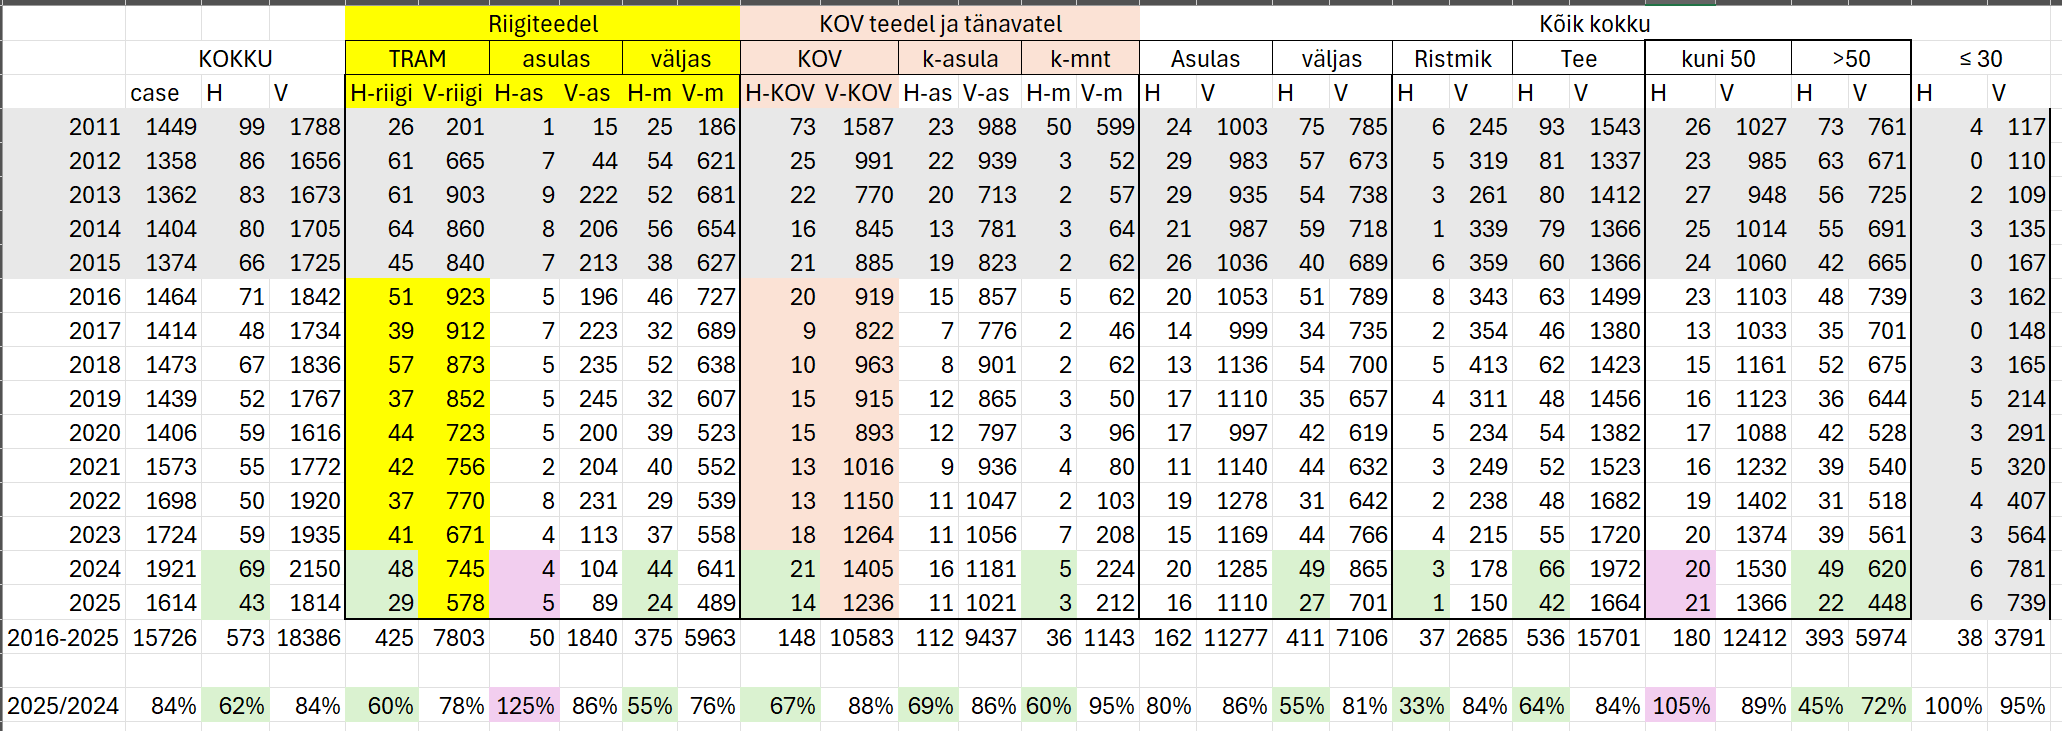 Riigiteedel KOV teedel ja tänavatel Kõik kokku
KOKKU TRAM asulas väljas KOV k-asula k-mnt Asulas väljas Ristmik Tee kuni 50 >50 ≤ 30
case H V H-riigi V-riigi H-as V-as H-m V-m H-KOV V-KOV H-as V-as H-m V-m H V H V H V H V H V H V H V
2011 1449 99 1788 26 201 1 15 25 186 73 1587 23 988 50 599 24 1003 75 785 6 245 93 1543 26 1027 73 761 4 117
2012 1358 86 1656 61 665 7 44 54 621 25 991 22 939 3 52 29 983 57 673 5 319 81 1337 23 985 63 671 0 110
2013 1362 83 1673 61 903 9 222 52 681 22 770 20 713 2 57 29 935 54 738 3 261 80 1412 27 948 56 725 2 109
2014 1404 80 1705 64 860 8 206 56 654 16 845 13 781 3 64 21 987 59 718 1 339 79 1366 25 1014 55 691 3 135
2015 1374 66 1725 45 840 7 213 38 627 21 885 19 823 2 62 26 1036 40 689 6 359 60 1366 24 1060 42 665 0 167
2016 1464 71 1842 51 923 5 196 46 727 20 919 15 857 5 62 20 1053 51 789 8 343 63 1499 23 1103 48 739 3 162
2017 1414 48 1734 39 912 7 223 32 689 9 822 7 776 2 46 14 999 34 735 2 354 46 1380 13 1033 35 701 0 148
2018 1473 67 1836 57 873 5 235 52 638 10 963 8 901 2 62 13 1136 54 700 5 413 62 1423 15 1161 52 675 3 165
2019 1439 52 1767 37 852 5 245 32 607 15 915 12 865 3 50 17 1110 35 657 4 311 48 1456 16 1123 36 644 5 214
2020 1406 59 1616 44 723 5 200 39 523 15 893 12 797 3 96 17 997 42 619 5 234 54 1382 17 1088 42 528 3 291
2021 1573 55 1772 42 756 2 204 40 552 13 1016 9 936 4 80 11 1140 44 632 3 249 52 1523 16 1232 39 540 5 320
2022 1698 50 1920 37 770 8 231 29 539 13 1150 11 1047 2 103 19 1278 31 642 2 238 48 1682 19 1402 31 518 4 407
2023 1724 59 1935 41 671 4 113 37 558 18 1264 11 1056 7 208 15 1169 44 766 4 215 55 1720 20 1374 39 561 3 564
2024 1921 69 2150 48 745 4 104 44 641 21 1405 16 1181 5 224 20 1285 49 865 3 178 66 1972 20 1530 49 620 6 781
2025 1614 43 1814 29 578 5 89 24 489 14 1236 11 1021 3 212 16 1110 27 701 1 150 42 1664 21 1366 22 448 6 739
2016-2025 15726 573 18386 425 7803 50 1840 375 5963 148 10583 112 9437 36 1143 162 11277 411 7106 37 2685 536 15701 180 12412 393 5974 38 3791
2025/2024 84% 62% 84% 60% 78% 125% 86% 55% 76% 67% 88% 69% 86% 60% 95% 80% 86% 55% 81% 33% 84% 64% 84% 105% 89% 45% 72% 100% 95%